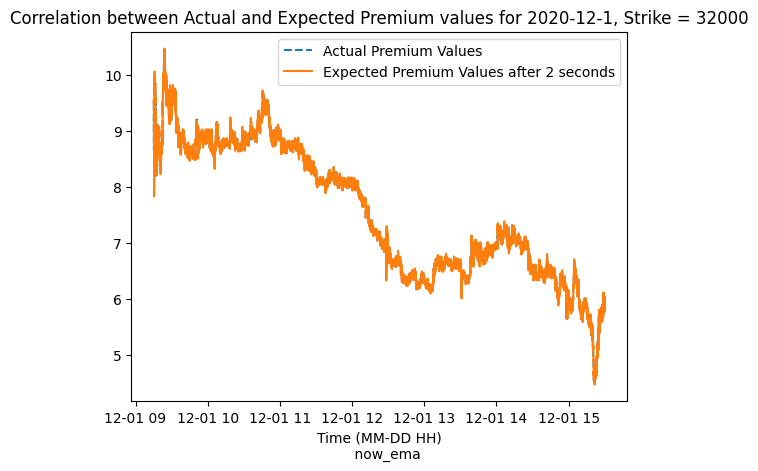 Correlation between Actual and Expected Premium values for 2020-12-1, Strike = 32000
Actual Premium Values
Expected Premium Values after 2 seconds
10
9
8
7
6
5
12-01 09 12-01 10 12-01 11 12-01 12 12-01 13 12-01 14 12-01 15
Time (MM-DD HH)
now_ema